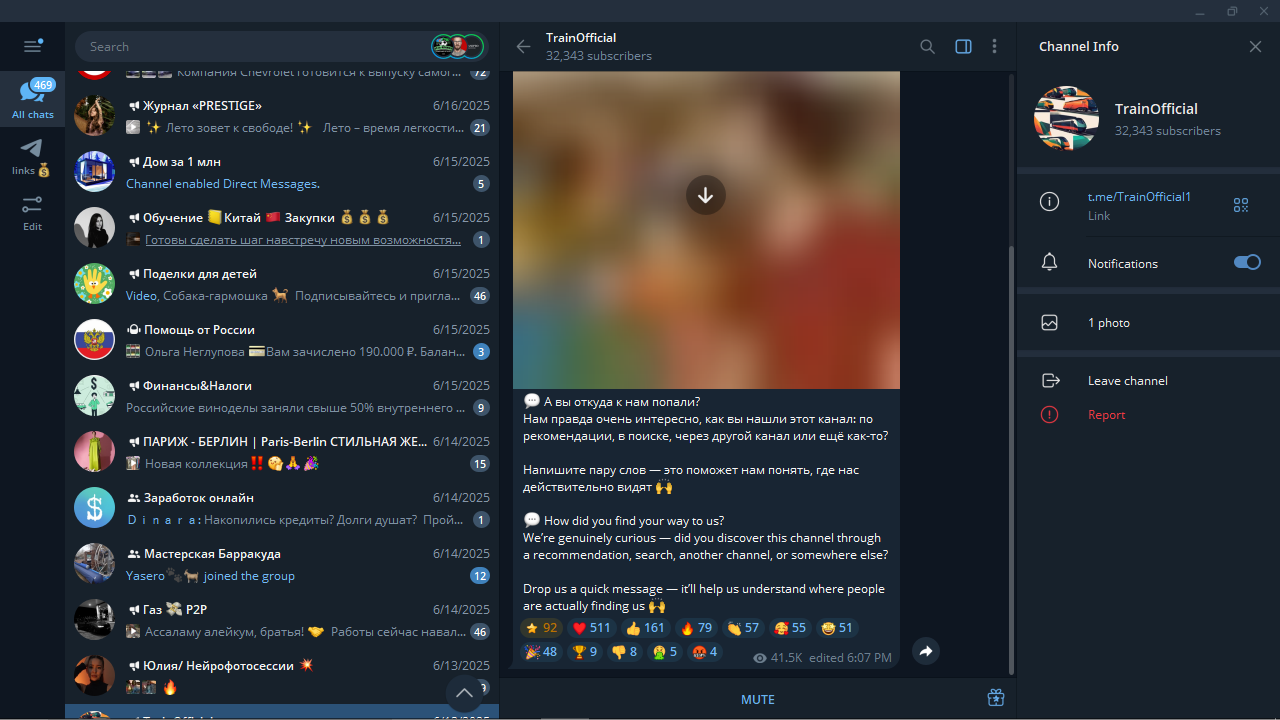 Search
TrainOfficial
32,343 subscribers
Channel Info
469
All chats
links
Edit
Компания Chevrolet готовится к выпуску самог...
72
Журнал «PRESTIGE»
6/16/2025
✨ Лето зовет к свободе! ✨ Лето – время легкости...
21
Дом за 1 млн
6/15/2025
Channel enabled Direct Messages.
5
Обучение Китай 🇨🇳 Закупки 💰💰💰
6/15/2025
Готовы сделать шаг навстречу новым возможностя...
1
Поделки для детей
6/15/2025
Video, Собака-гармошка 🐕 Подписывайтесь и пригла...
46
Помощь от России
6/15/2025
Ольга Неглупова 💳Вам зачислено 190.000 ₽. Балан...
3
Финансы&Налоги
6/15/2025
Российские виноделы заняли свыше 50% внутреннего ...
9
ПАРИЖ - БЕРЛИН | Paris-Berlin СТИЛЬНАЯ ЖЕ...
6/14/2025
Новая коллекция‼️😘🙏🎉
15
Заработок онлайн
6/14/2025
D i n a r a: Накопились кредиты? Долги душат? Прой...
1
Мастерская Барракуда
6/14/2025
Yasero🐾🐕 joined the group
12
Газ 💸 P2P
6/14/2025
Ассаламу алейкум, братья! 🤝 Работы сейчас навал...
46
Юлия/ Нейрофотосессии 💥
6/13/2025
💬 А вы откуда к нам попали?
Нам правда очень интересно, как вы нашли этот канал: по
рекомендации, в поиске, через другой канал или ещё как-то?
Напишите пару слов — это поможет нам понять, где нас
действительно видят 🙌
💬 How did you find your way to us?
We're genuinely curious — did you discover this channel through
a recommendation, search, another channel, or somewhere else?
Drop us a quick message — it'll help us understand where people
are actually finding us 🙌
⭐ 92 ❤️ 511 👍 161 🔥 79 👏 57 🥰 55 🤩 51
🎉 48 🏆 9 👎 8 🤮 5 🤬 4
41.5K edited 6:07 PM
MUTE
TrainOfficial
32,343 subscribers
t.me/TrainOfficial1
Link
Notifications
1 photo
Leave channel
Report